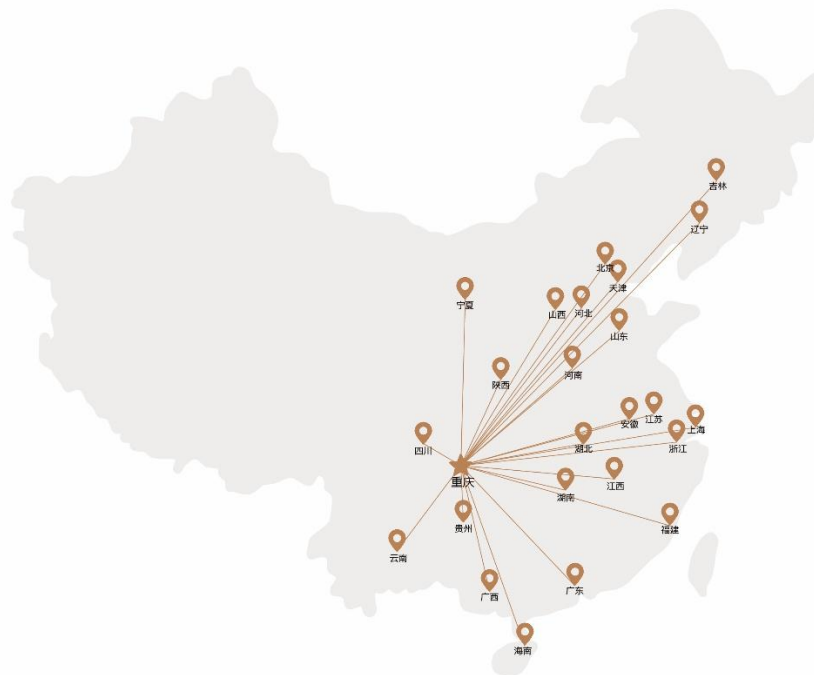 吉林
辽宁
北京
天津
宁夏
山西
河北
山东
河南
陕西
安徽
江苏
上海
四川
湖北
浙江
重庆
江西
湖南
贵州
福建
云南
广西
广东
海南